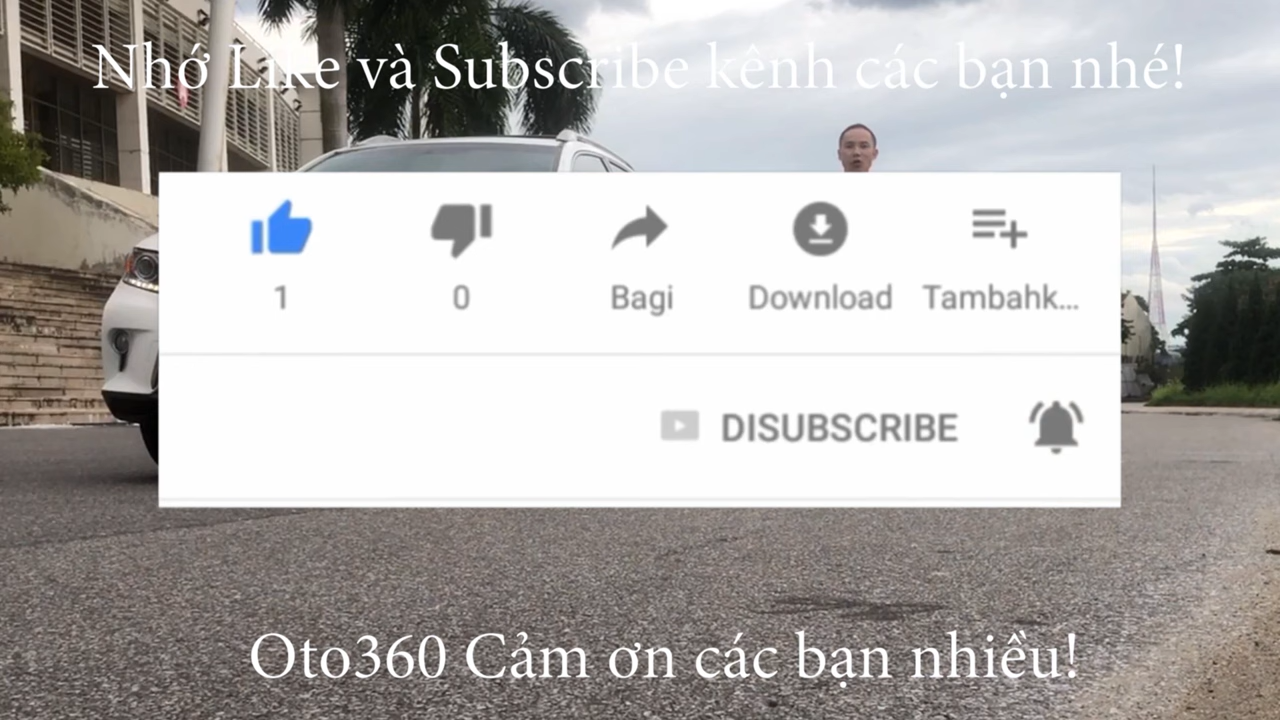 Nhớ Like và Subscribe kênh các bạn nhé!
1 0 Bagi Download Tambahk...
DISUBSCRIBE
Oto360 Cảm ơn các bạn nhiều!